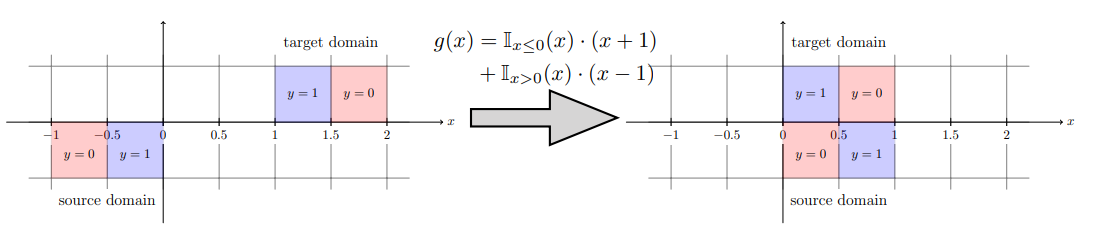 target domain
y = 1 y = 0
x
−1 −0.5 0 0.5 1 1.5 2
y = 0 y = 1
source domain
g(x) = 𝕀ₓ≤₀(x) · (x + 1)
+ 𝕀ₓ>₀(x) · (x − 1)
target domain
y = 1 y = 0
x
−1 −0.5 0 0.5 1 1.5 2
y = 0 y = 1
source domain